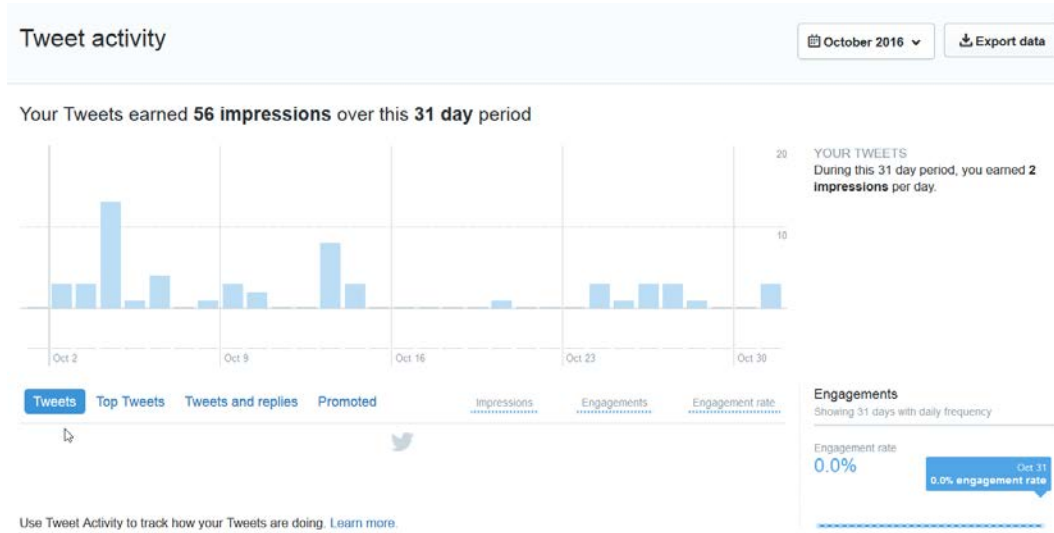 Tweet activity
October 2016
Export data
Your Tweets earned 56 impressions over this 31 day period
20
10
Oct 2
Oct 9
Oct 16
Oct 23
Oct 30
YOUR TWEETS
During this 31 day period, you earned 2
impressions per day.
Tweets Top Tweets Tweets and replies Promoted
Impressions Engagements Engagement rate
Engagements
Showing 31 days with daily frequency
Engagement rate
0.0%
Oct 31
0.0% engagement rate
Use Tweet Activity to track how your Tweets are doing. Learn more.